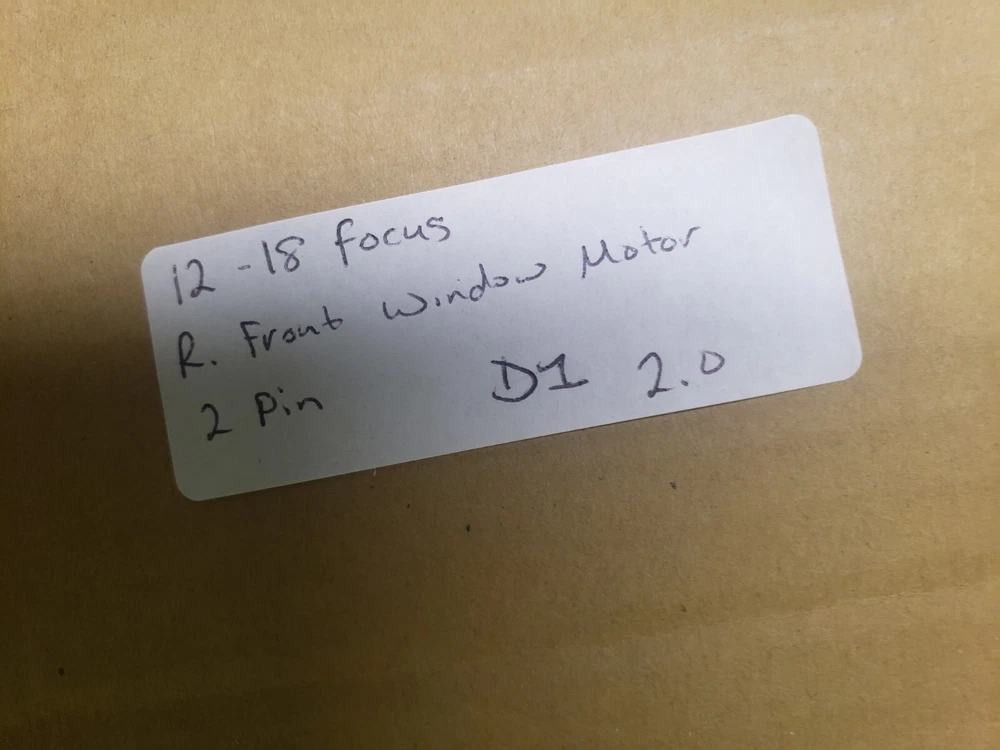 12 -18 focus
R. Front Window Motor
2 Pin D1 2.0